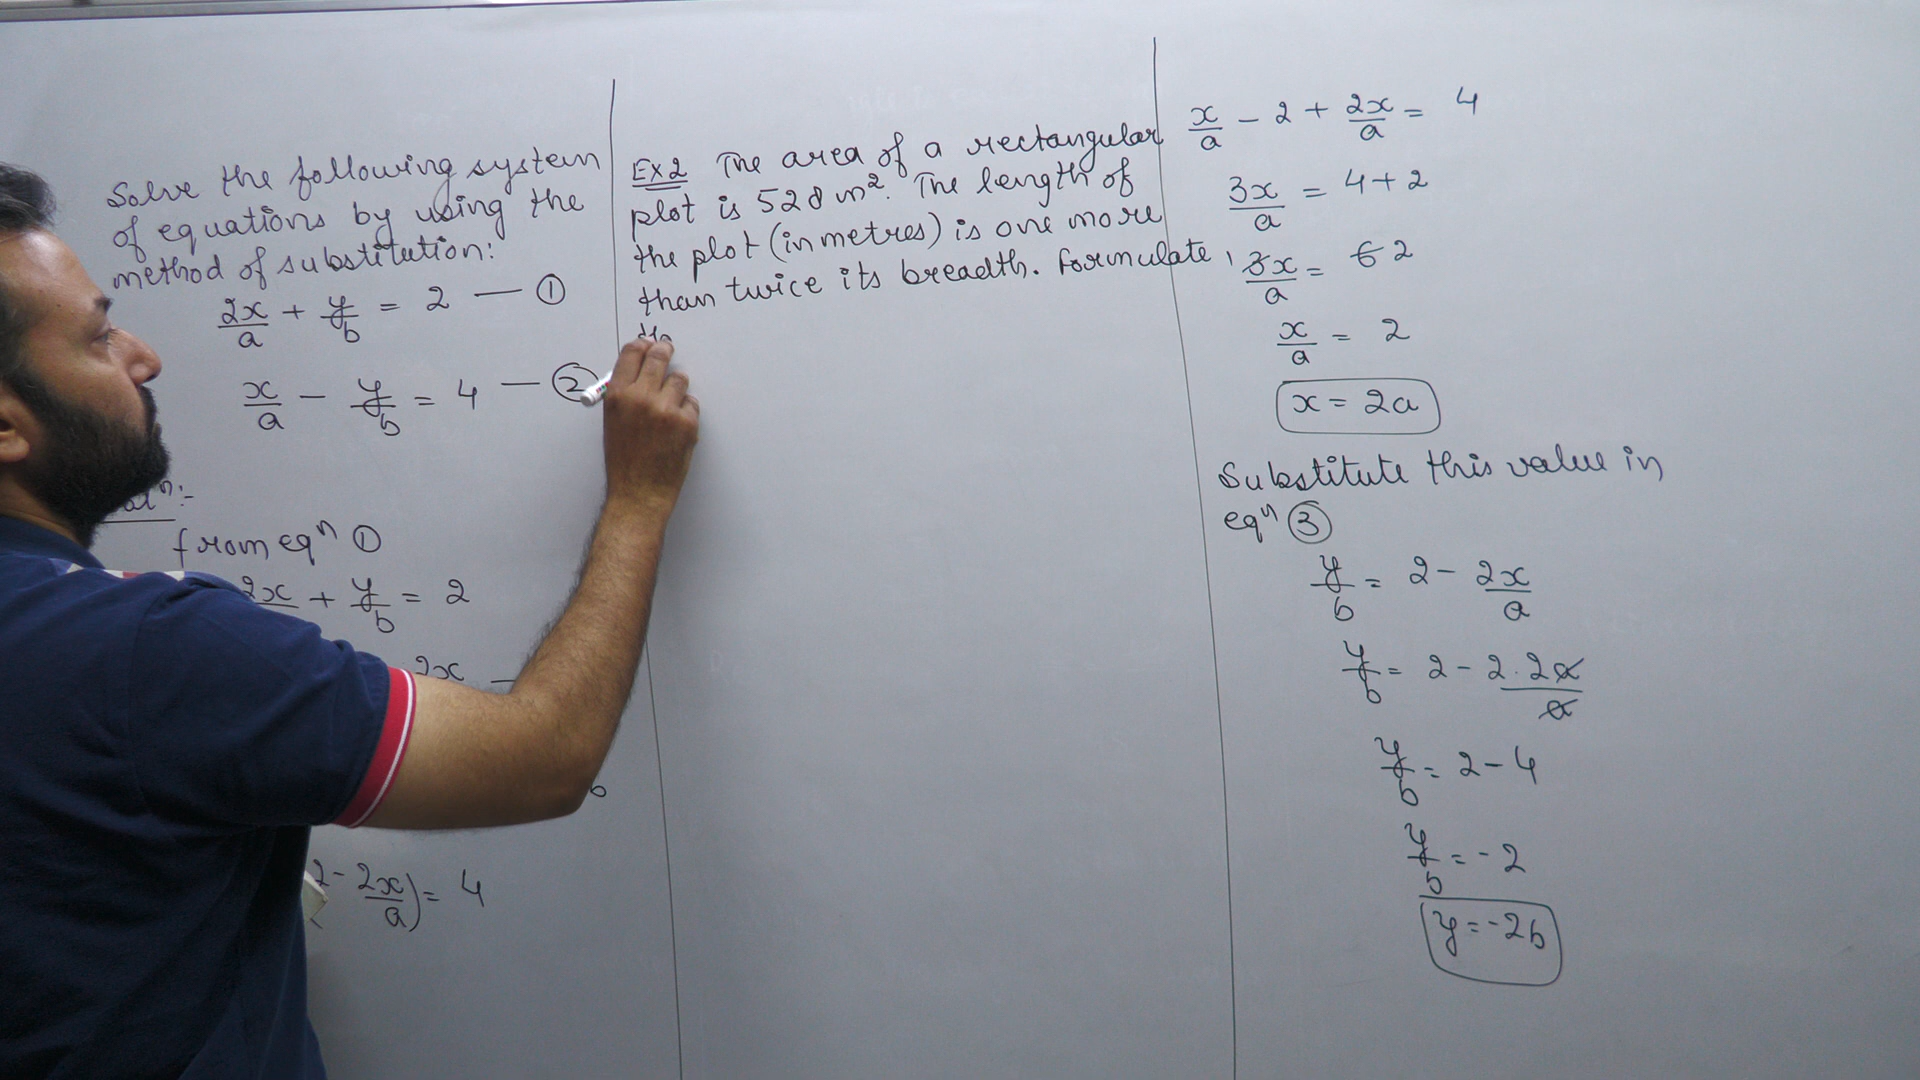 Solve the following system
of equations by using the
method of substitution:
2x/a + y/b = 2 — ①
x/a - y/b = 4 — ②
from eqⁿ ①
2x + y/b = 2
2x —
b
2 - 2x/a) = 4
EX2 The area of a rectangular
plot is 528 m². The length of
the plot (in metres) is one more
than twice its breadth. Formulate
x/a - 2 + 2x/a = 4
3x/a = 4+2
3x/a = 6 2
x/a = 2
x = 2a
Substitute this value in
eqⁿ ③
y/b = 2 - 2x/a
y/b = 2 - 2.2a/a
y/b = 2-4
y/b = -2
y = -2b